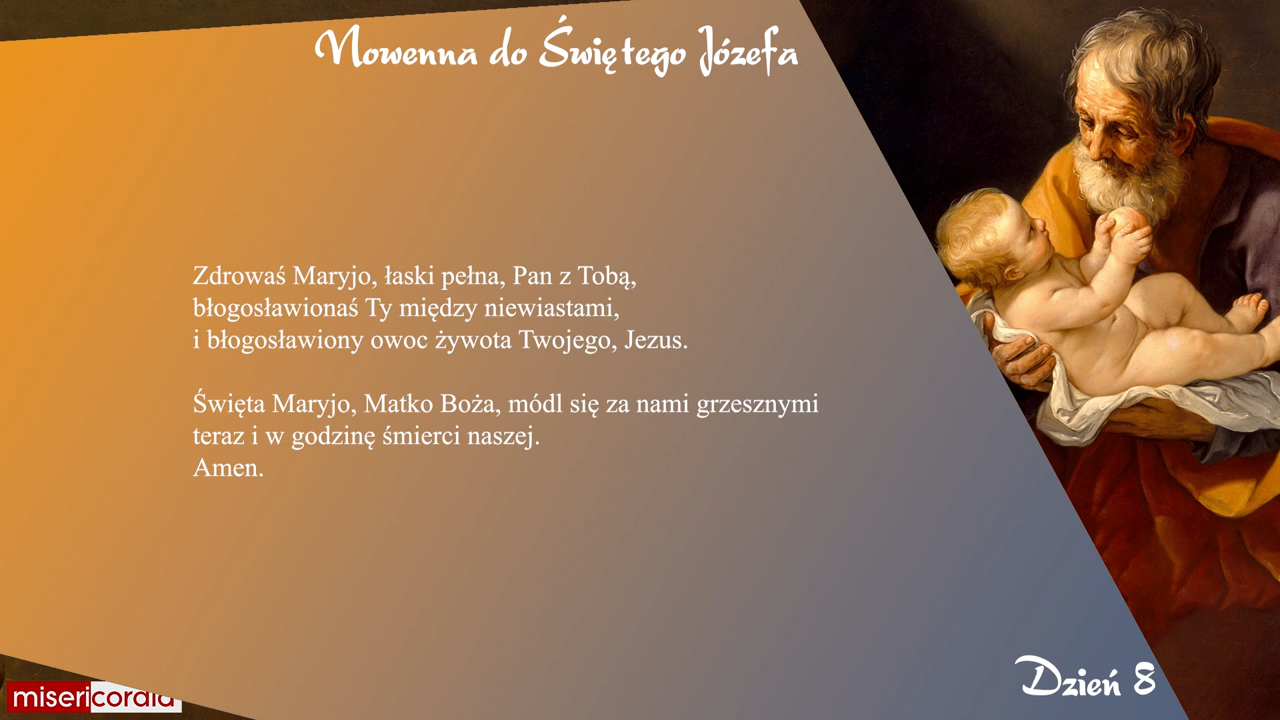 Nowenna do Świętego Józefa
Zdrowaś Maryjo, łaski pełna, Pan z Tobą,
błogosławionaś Ty między niewiastami,
i błogosławiony owoc żywota Twojego, Jezus.
Święta Maryjo, Matko Boża, módl się za nami grzesznymi
teraz i w godzinę śmierci naszej.
Amen.
Dzień 8
misericordia